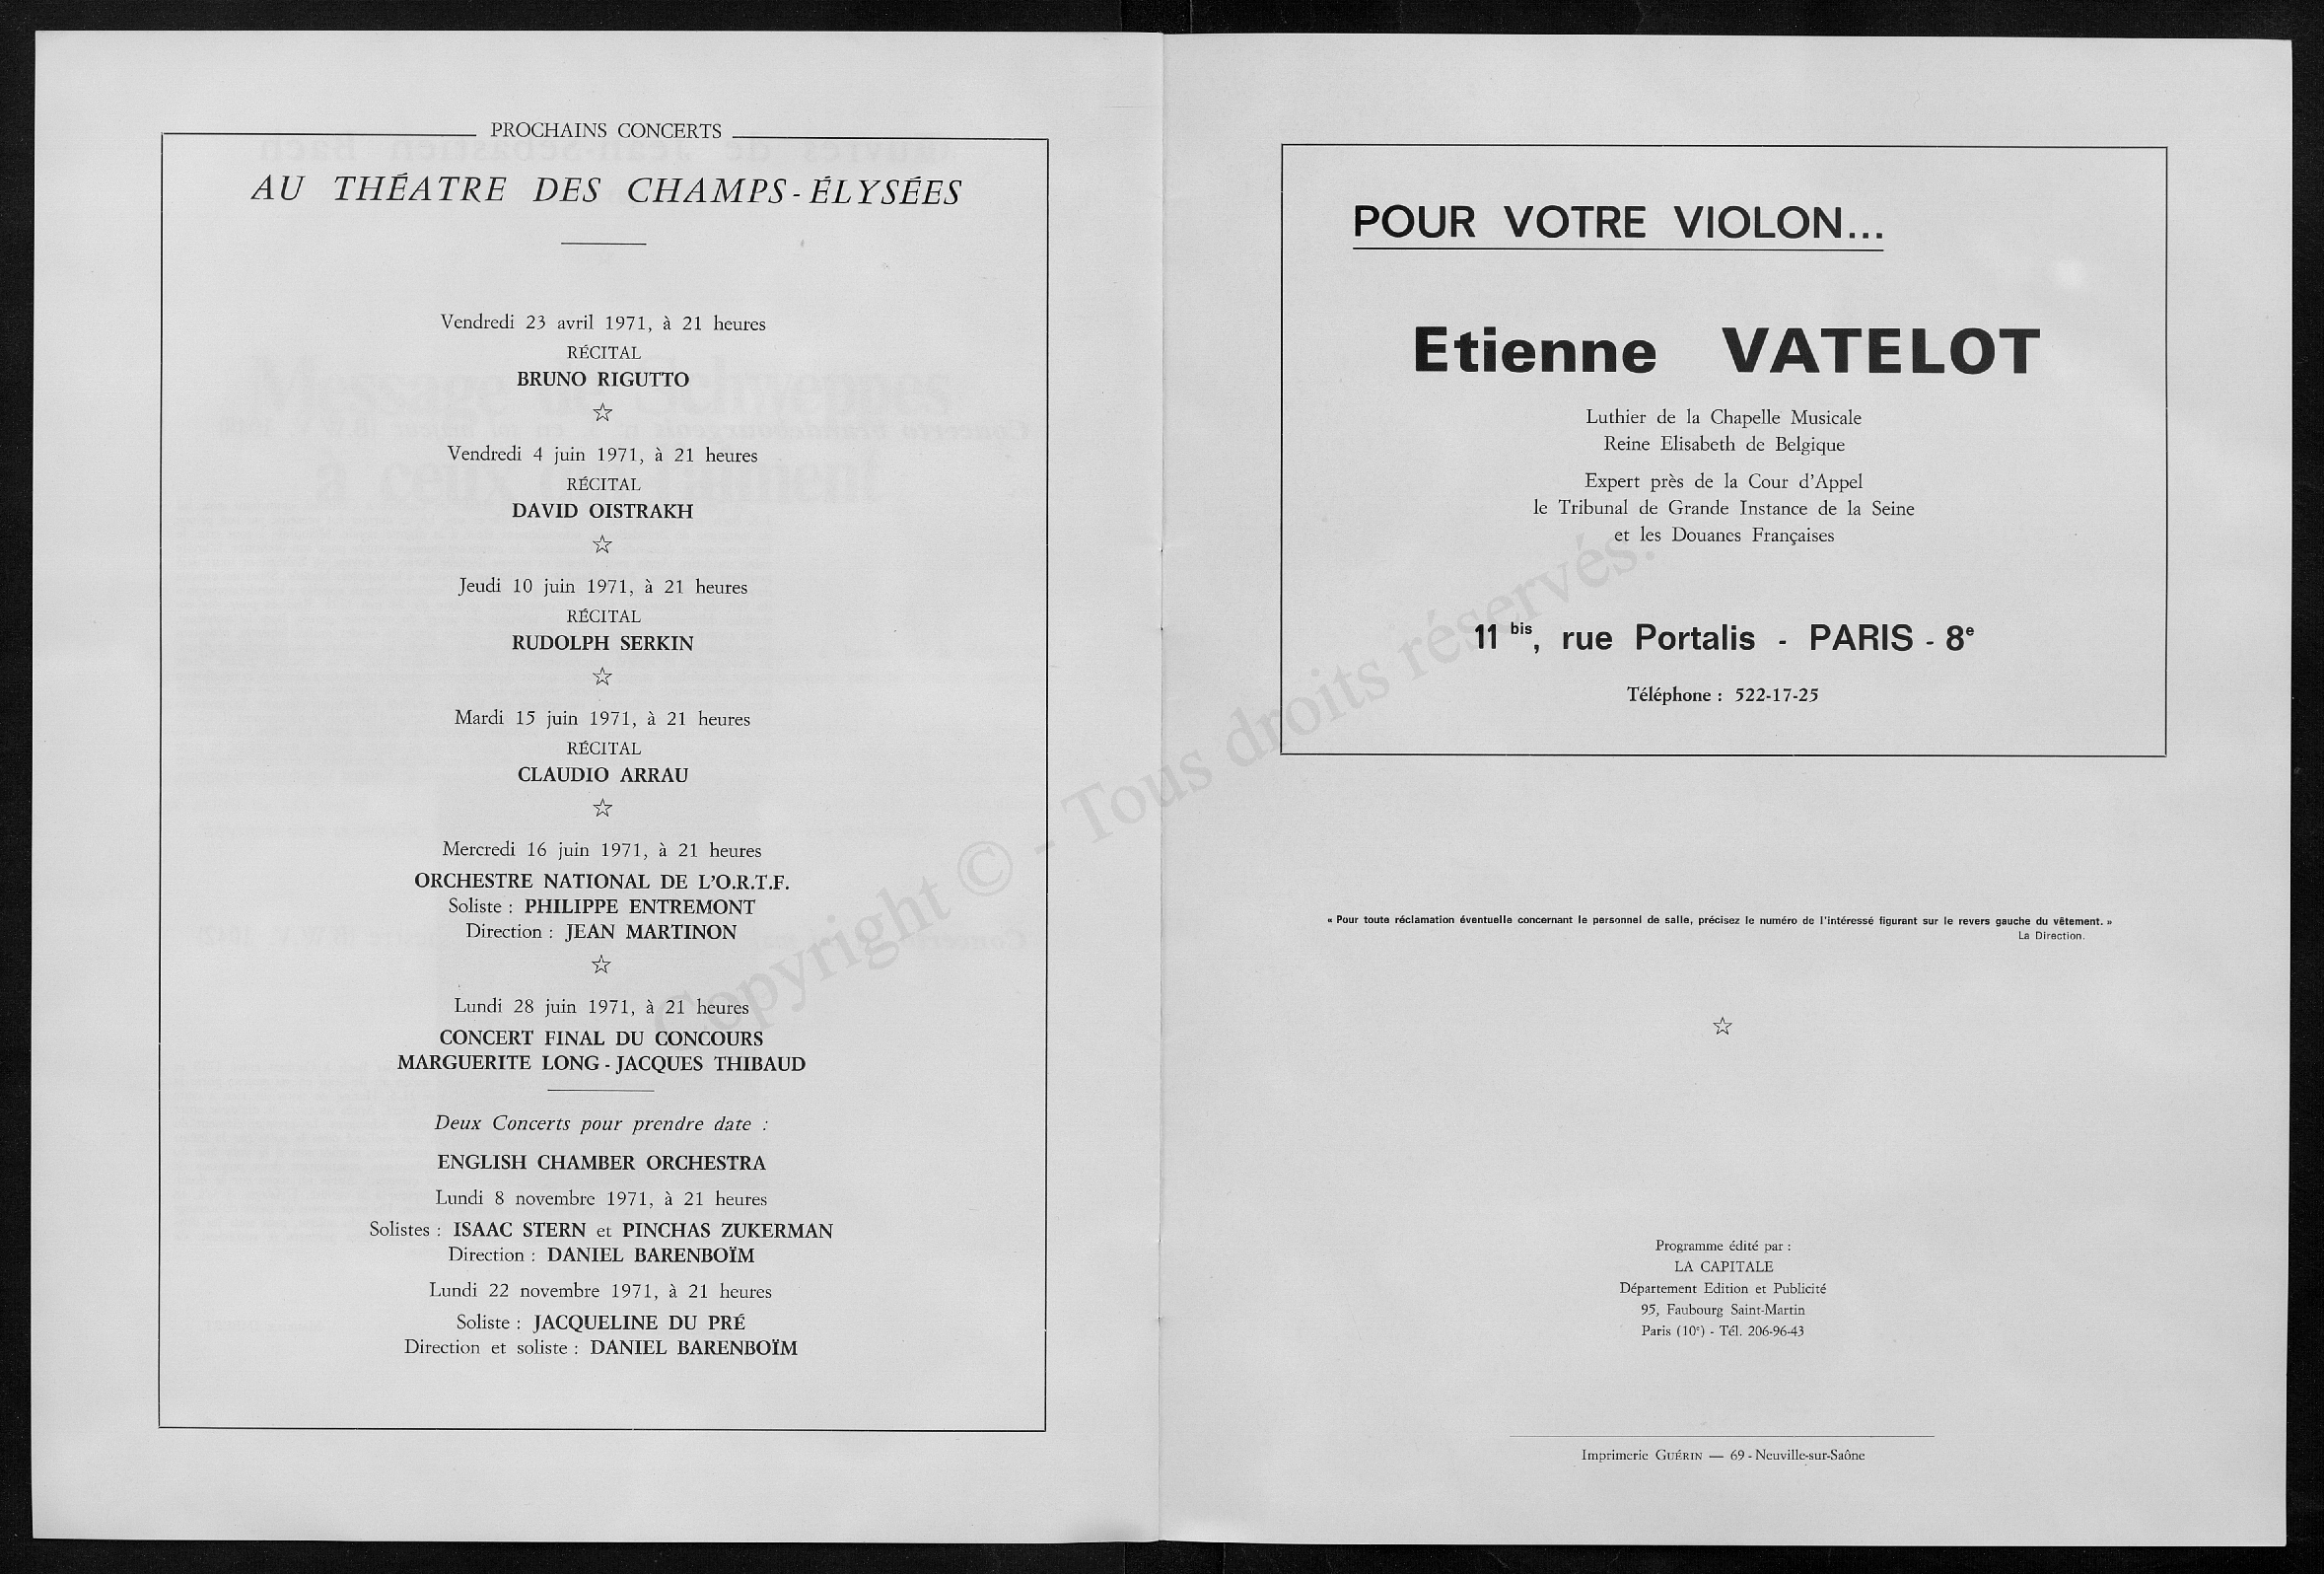 PROCHAINS CONCERTS
AU THÉATRE DES CHAMPS-ÉLYSÉES
Vendredi 23 avril 1971, à 21 heures
RÉCITAL
BRUNO RIGUTTO
☆
Vendredi 4 juin 1971, à 21 heures
RÉCITAL
DAVID OISTRAKH
☆
Jeudi 10 juin 1971, à 21 heures
RÉCITAL
RUDOLPH SERKIN
☆
Mardi 15 juin 1971, à 21 heures
RÉCITAL
CLAUDIO ARRAU
☆
Mercredi 16 juin 1971, à 21 heures
ORCHESTRE NATIONAL DE L'O.R.T.F.
Soliste : PHILIPPE ENTREMONT
Direction : JEAN MARTINON
☆
Lundi 28 juin 1971, à 21 heures
CONCERT FINAL DU CONCOURS
MARGUERITE LONG - JACQUES THIBAUD
Deux Concerts pour prendre date :
ENGLISH CHAMBER ORCHESTRA
Lundi 8 novembre 1971, à 21 heures
Solistes : ISAAC STERN et PINCHAS ZUKERMAN
Direction : DANIEL BARENBOÏM
Lundi 22 novembre 1971, à 21 heures
Soliste : JACQUELINE DU PRÉ
Direction et soliste : DANIEL BARENBOÏM
POUR VOTRE VIOLON...
Etienne VATELOT
Luthier de la Chapelle Musicale
Reine Elisabeth de Belgique
Expert près de la Cour d'Appel
le Tribunal de Grande Instance de la Seine
et les Douanes Françaises
11 bis, rue Portalis - PARIS - 8e
Téléphone : 522-17-25
« Pour toute réclamation éventuelle concernant le personnel de salle, précisez le numéro de l'intéressé figurant sur le revers gauche du vêtement. »
La Direction.
☆
Programme édité par :
LA CAPITALE
Département Edition et Publicité
95, Faubourg Saint-Martin
Paris (10e) - Tél. 206-96-43
Imprimerie GUÉRIN — 69 - Neuville-sur-Saône
Copyright © - Tous droits réservés.